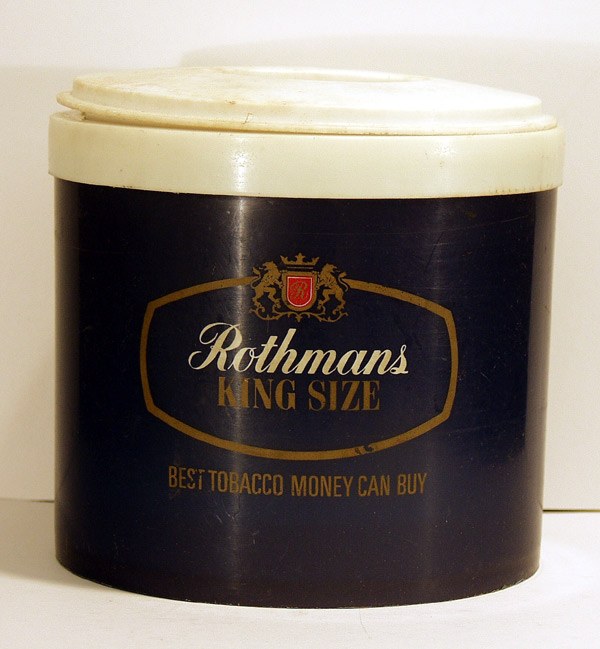 R
Rothmans
KING SIZE
BEST TOBACCO MONEY CAN BUY